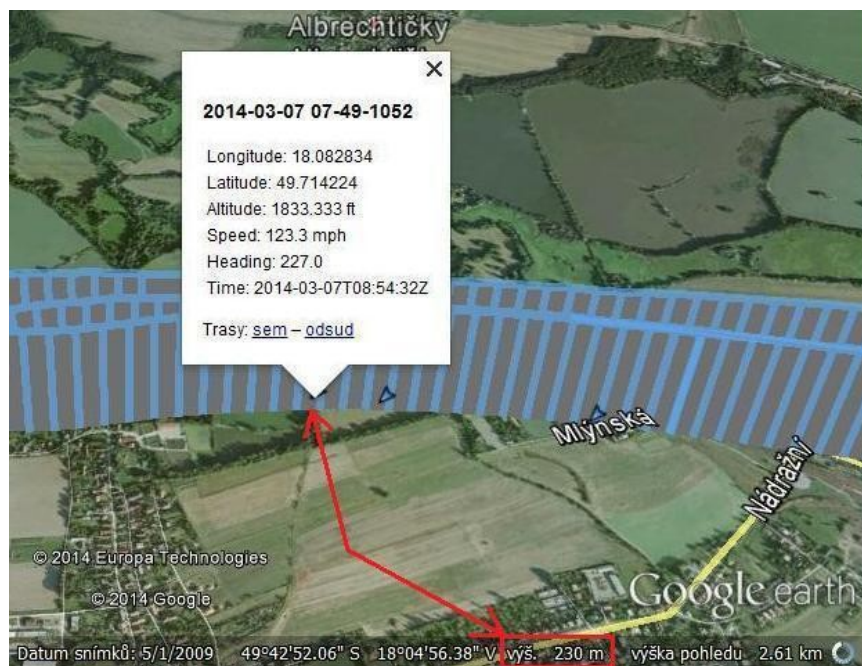 Albrechtičky
2014-03-07 07-49-1052
Longitude: 18.082834
Latitude: 49.714224
Altitude: 1833.333 ft
Speed: 123.3 mph
Heading: 227.0
Time: 2014-03-07T08:54:32Z
Trasy: sem – odsud
Mlýnská
Nádražní
© 2014 Europa Technologies
© 2014 Google
Google earth
Datum snímků: 5/1/2009 49°42'52.06" S 18°04'56.38" V výš. 230 m výška pohledu 2.61 km